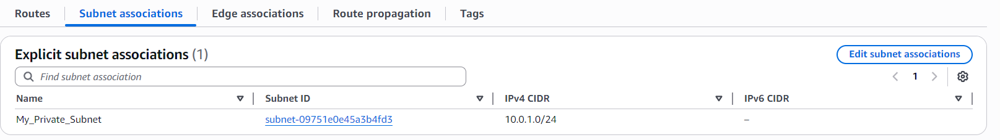 Routes
Subnet associations
Edge associations
Route propagation
Tags
Explicit subnet associations (1)
Edit subnet associations
Find subnet association
1
Name
Subnet ID
IPv4 CIDR
IPv6 CIDR
My_Private_Subnet
subnet-09751e0e45a3b4fd3
10.0.1.0/24
–